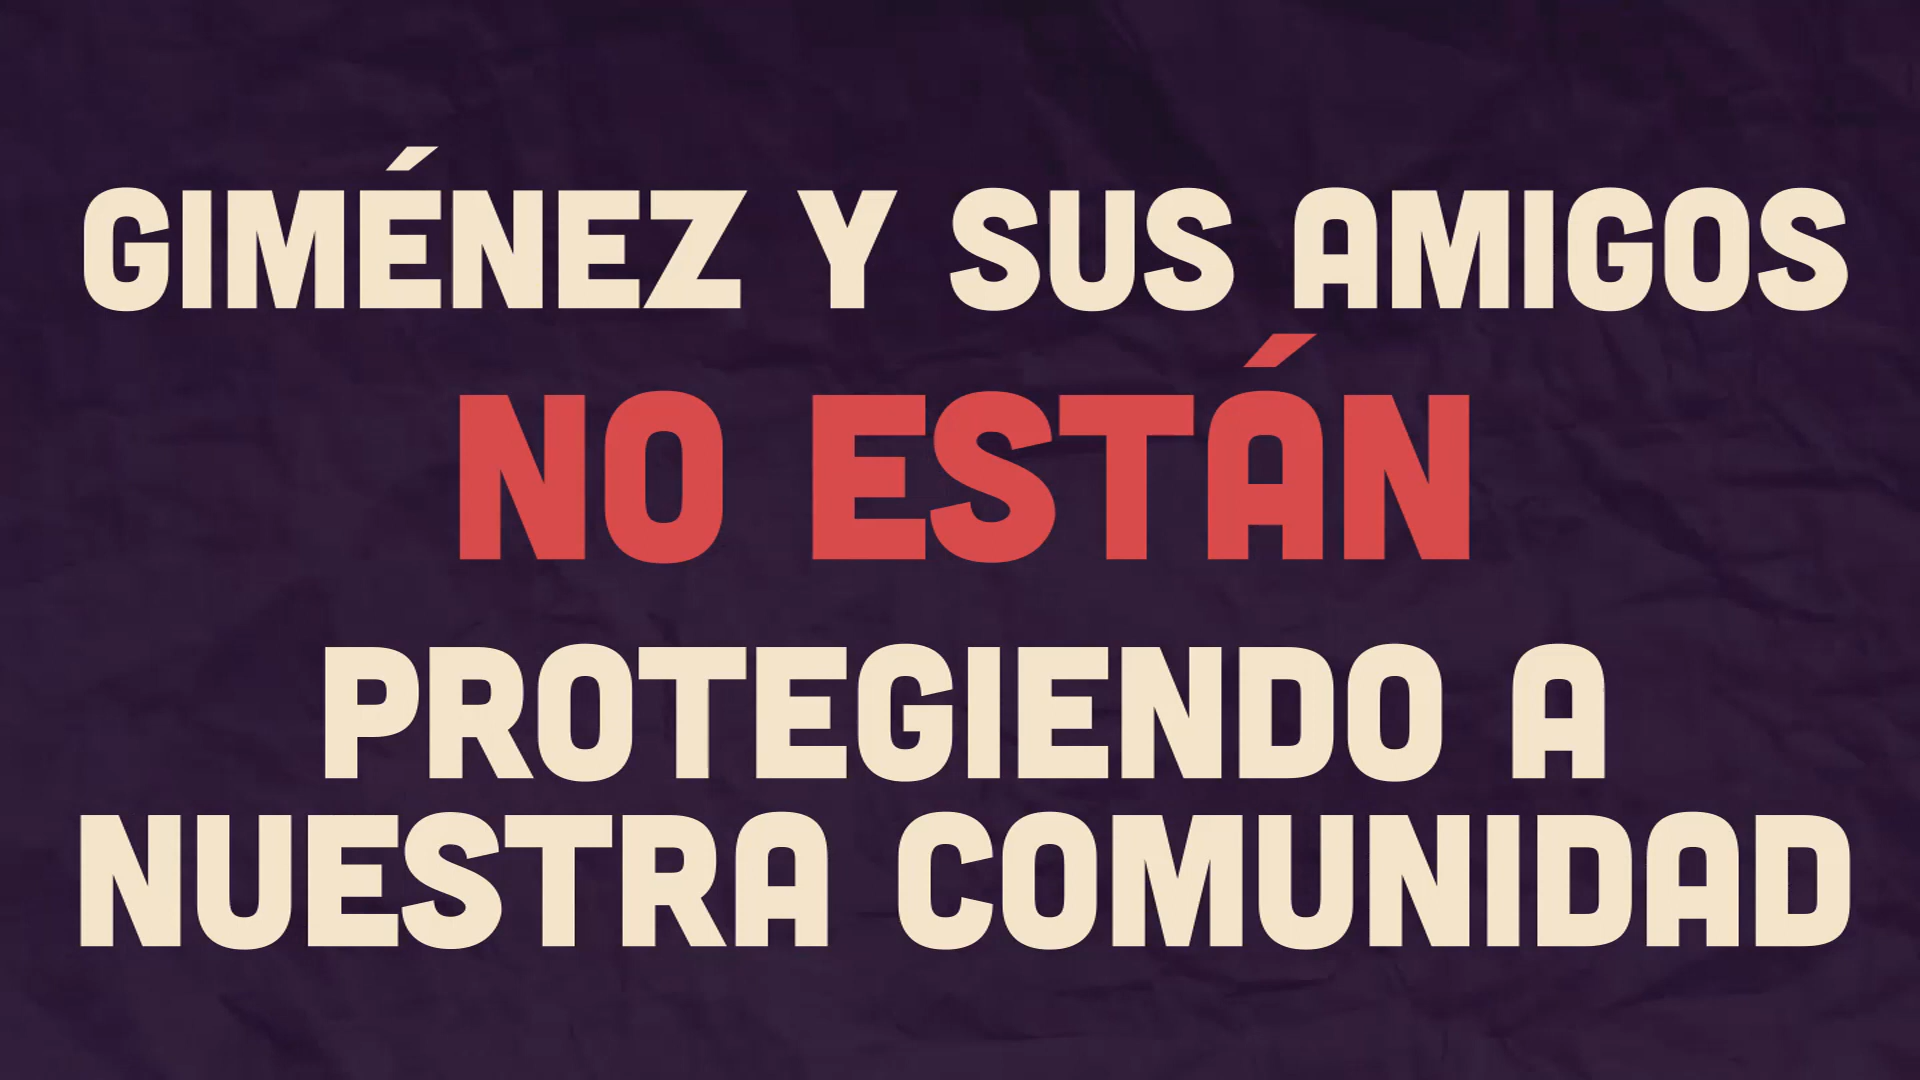 GIMÉNEZ Y SUS AMIGOS
NO ESTÁN
PROTEGIENDO A
NUESTRA COMUNIDAD